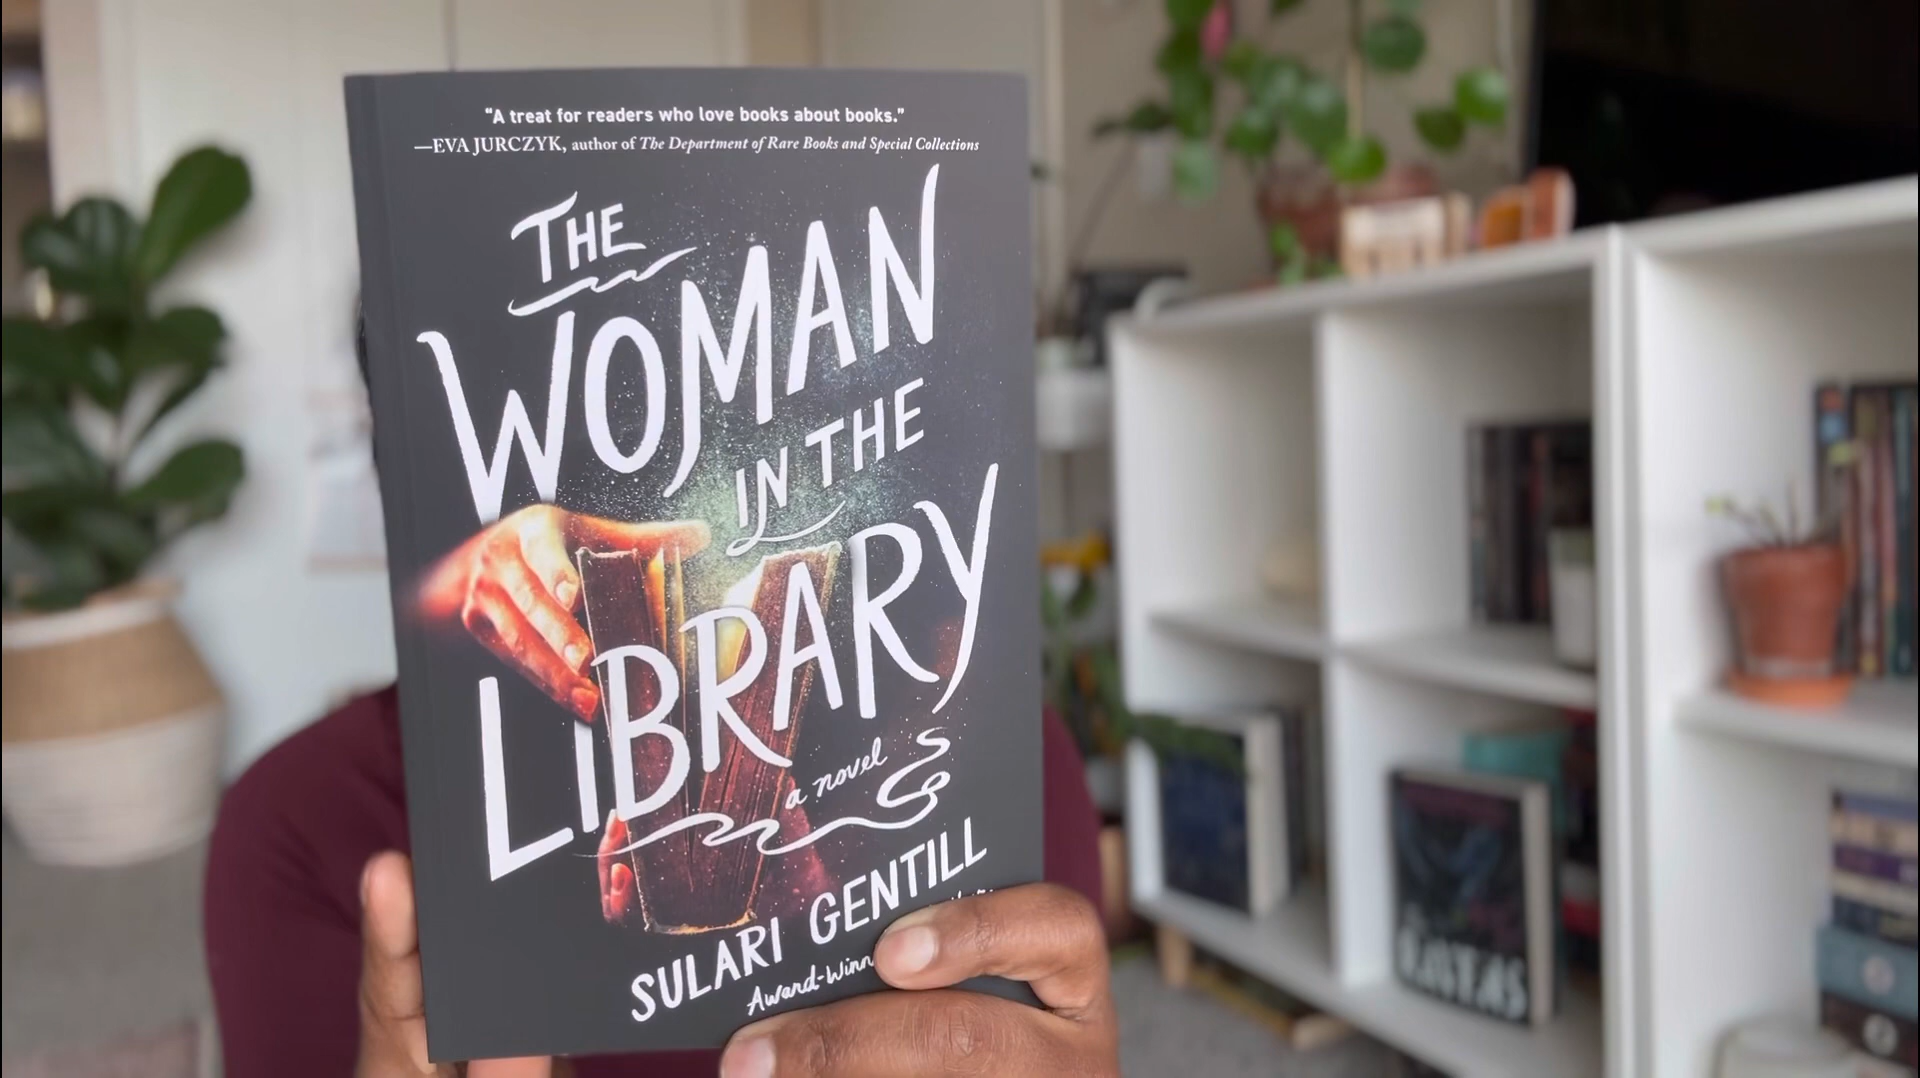 “A treat for readers who love books about books.”
—EVA JURCZYK, author of The Department of Rare Books and Special Collections
THE
WOMAN
IN THE
LIBRARY
a novel
SULARI GENTILL